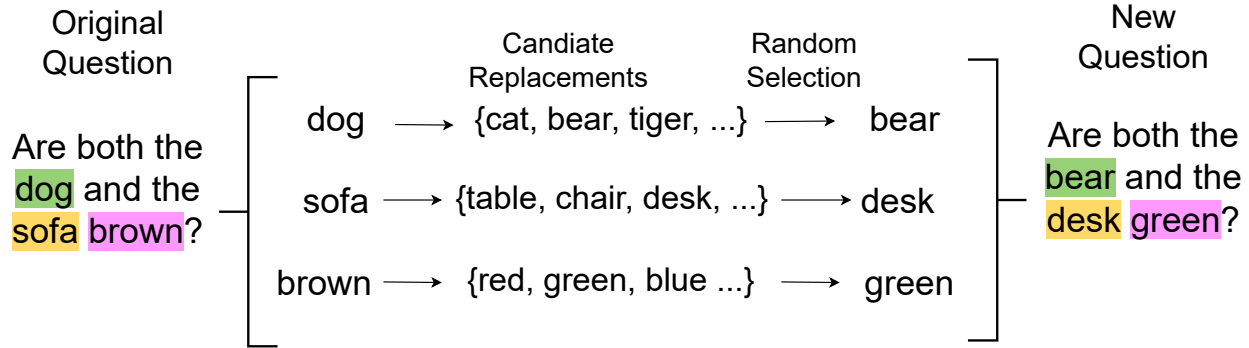 Original
Question
Are both the
dog and the
sofa brown?
Candiate
Replacements
Random
Selection
dog
{cat, bear, tiger, ...}
bear
sofa
{table, chair, desk, ...}
desk
brown
{red, green, blue ...}
green
New
Question
Are both the
bear and the
desk green?